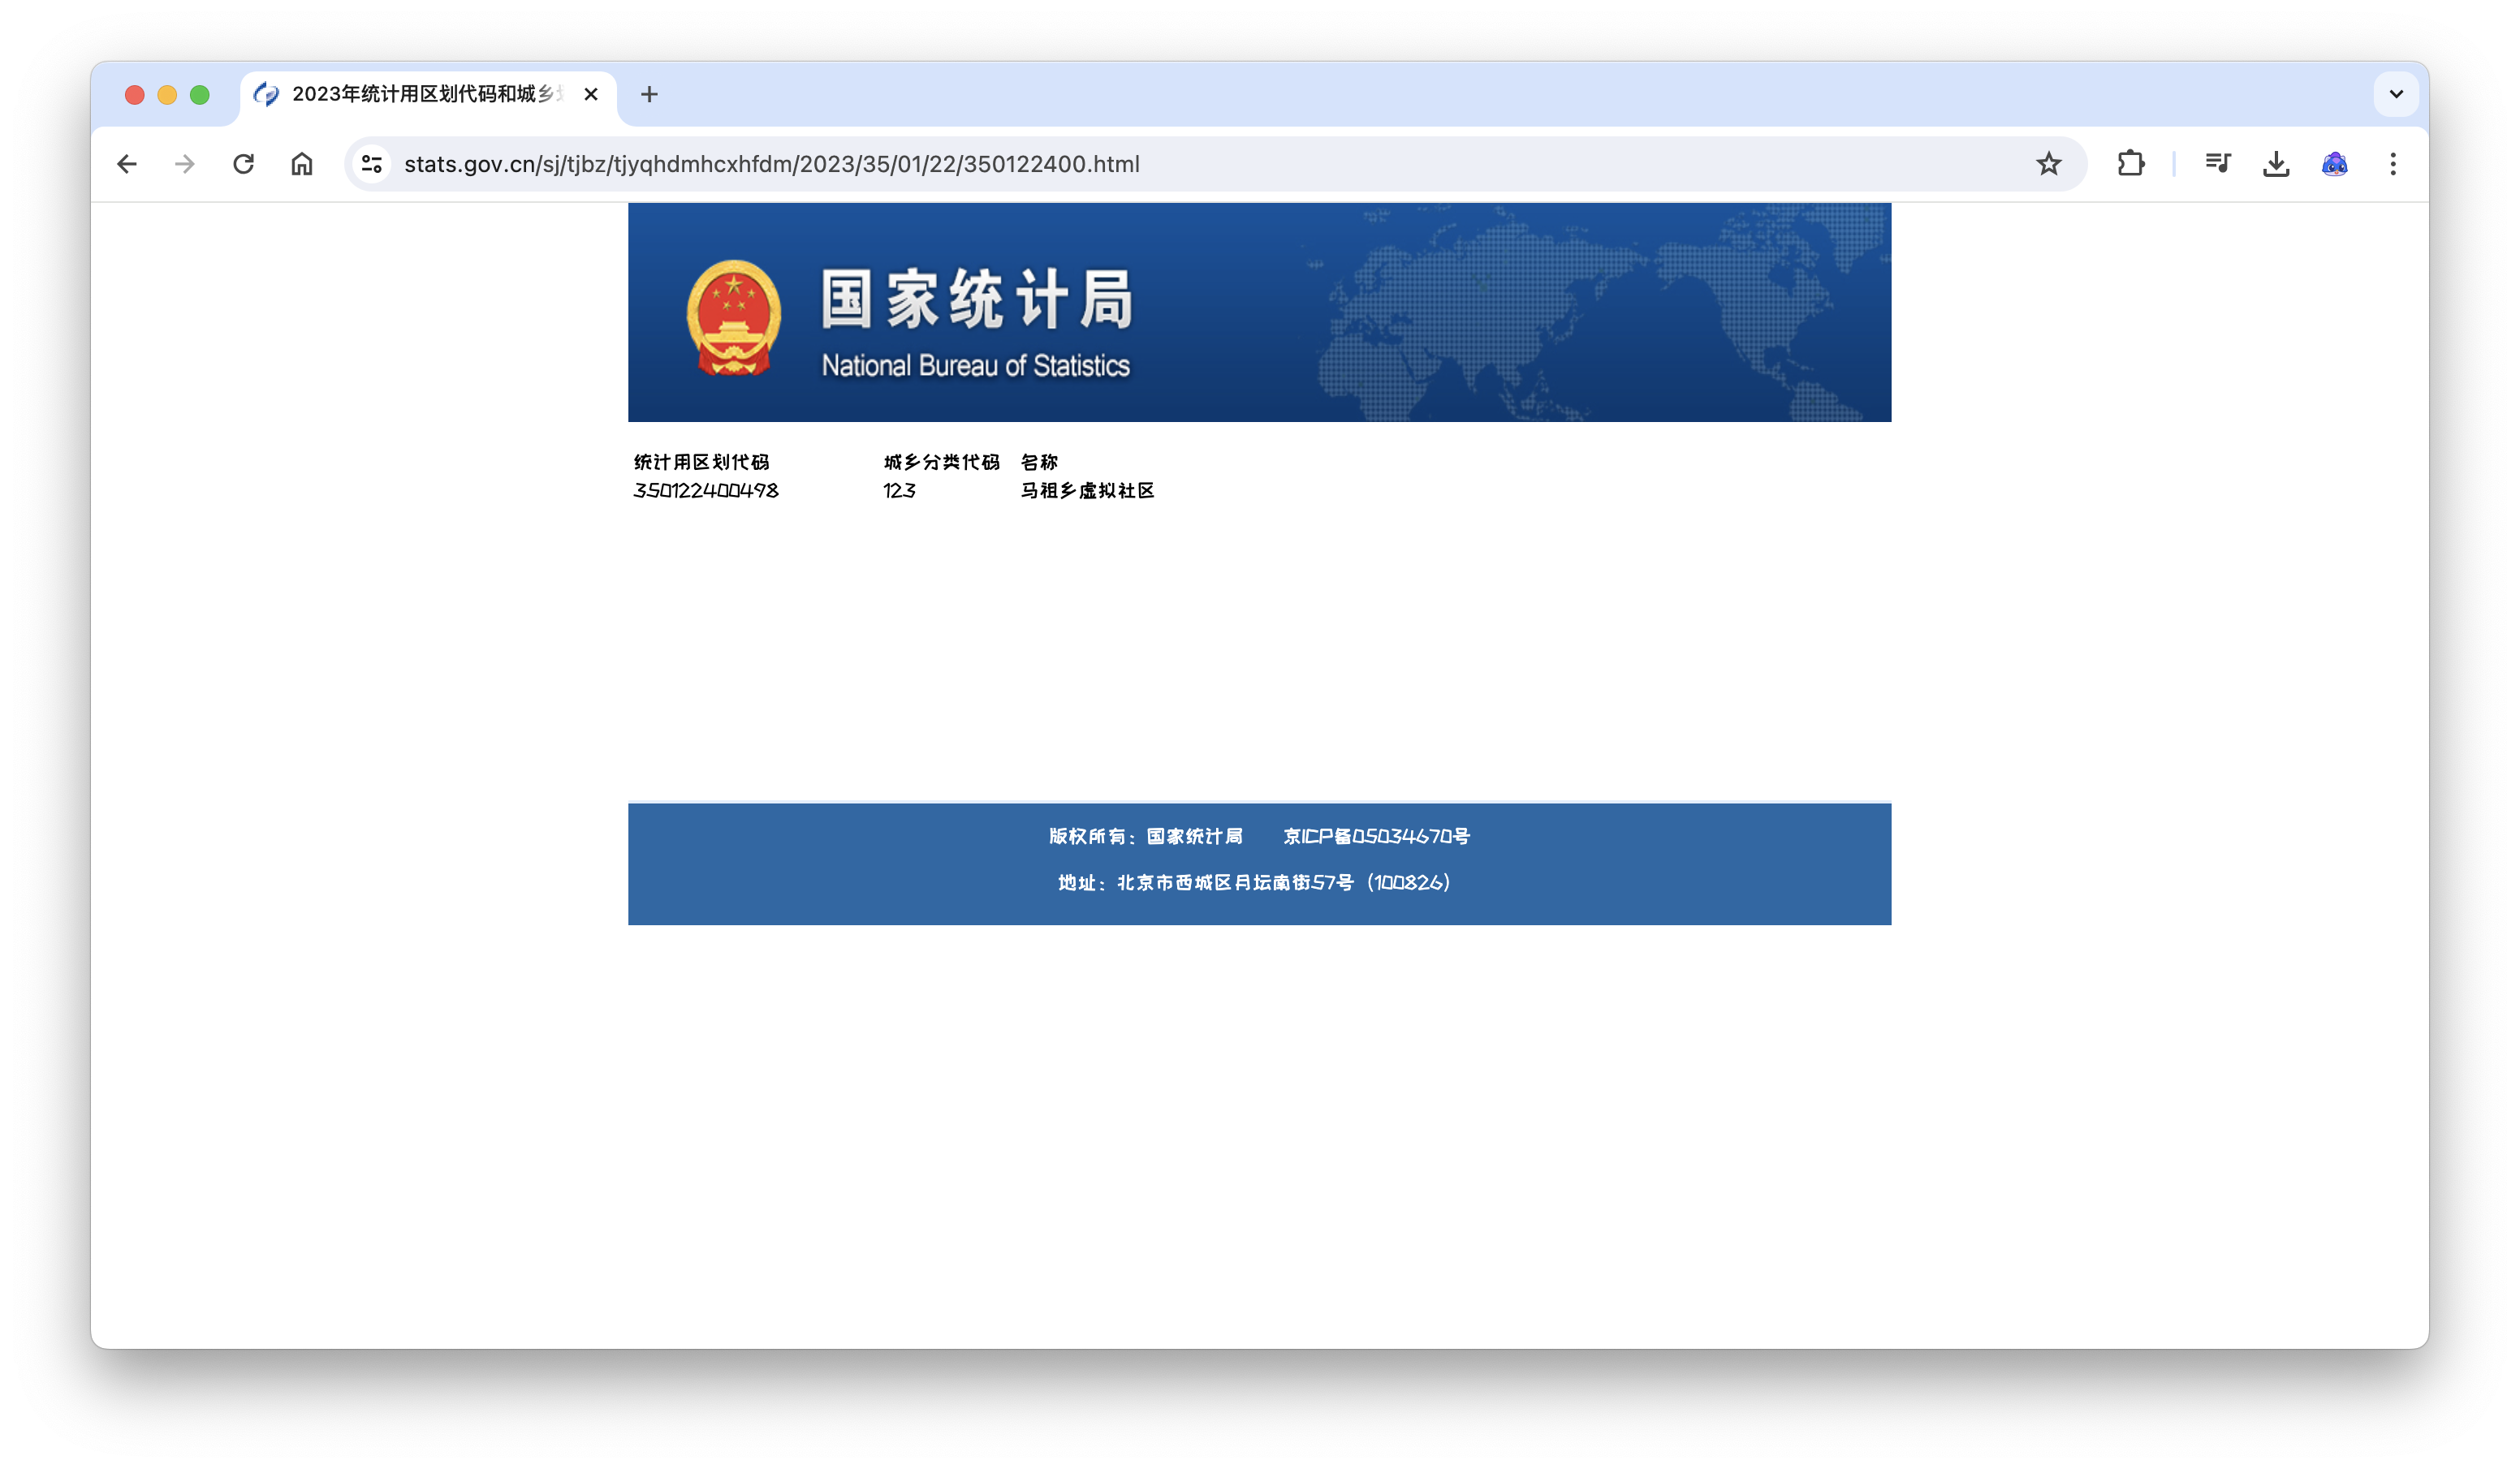 2023年统计用区划代码和城乡
stats.gov.cn/sj/tjbz/tjyqhdmhcxhfdm/2023/35/01/22/350122400.html
国家统计局
National Bureau of Statistics
统计用区划代码 城乡分类代码 名称
350122400498 123 马祖乡虚拟社区
版权所有：国家统计局 京ICP备05034670号
地址：北京市西城区月坛南街57号（100826）